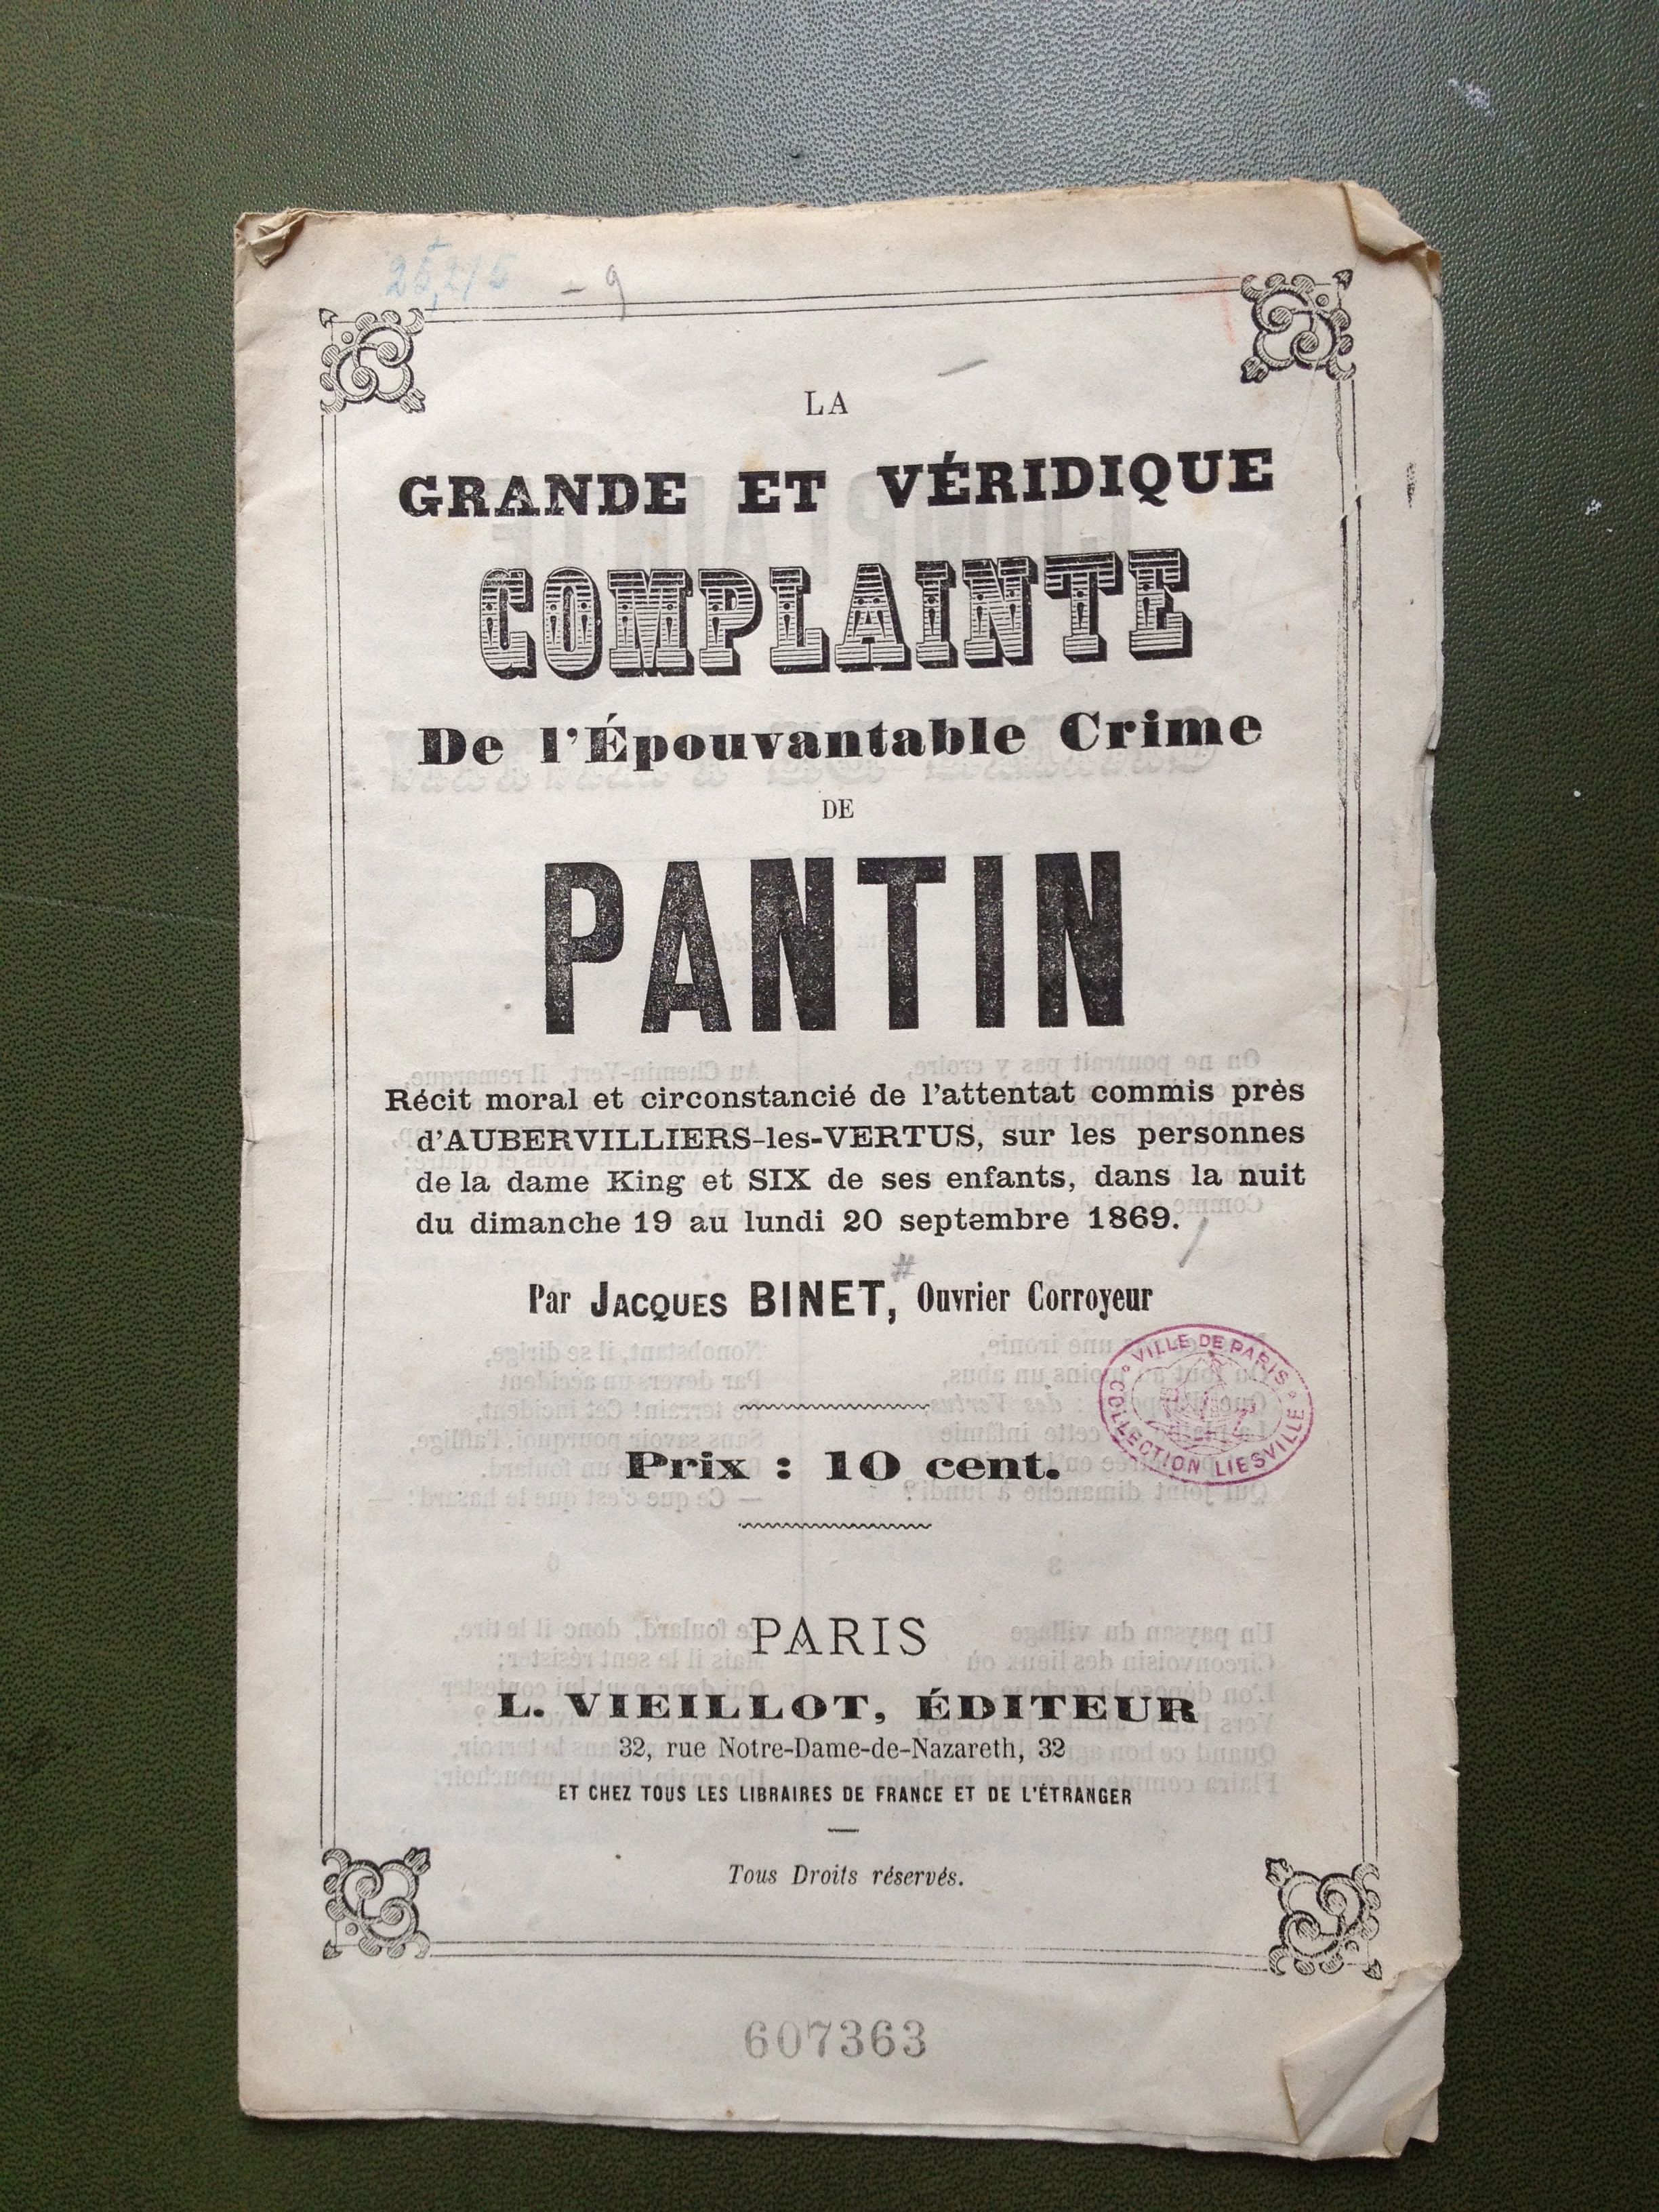 - 9
LA
GRANDE ET VÉRIDIQUE
COMPLAINTE
De l'Épouvantable Crime
DE
PANTIN
Récit moral et circonstancié de l'attentat commis près
d'AUBERVILLIERS-les-VERTUS, sur les personnes
de la dame King et SIX de ses enfants, dans la nuit
du dimanche 19 au lundi 20 septembre 1869.
Par JACQUES BINET, Ouvrier Corroyeur
VILLE DE PARIS
COLLECTION LIESVILLE
Prix : 10 cent.
PARIS
L. VIEILLOT, ÉDITEUR
32, rue Notre-Dame-de-Nazareth, 32
ET CHEZ TOUS LES LIBRAIRES DE FRANCE ET DE L'ÉTRANGER
Tous Droits réservés.
607363